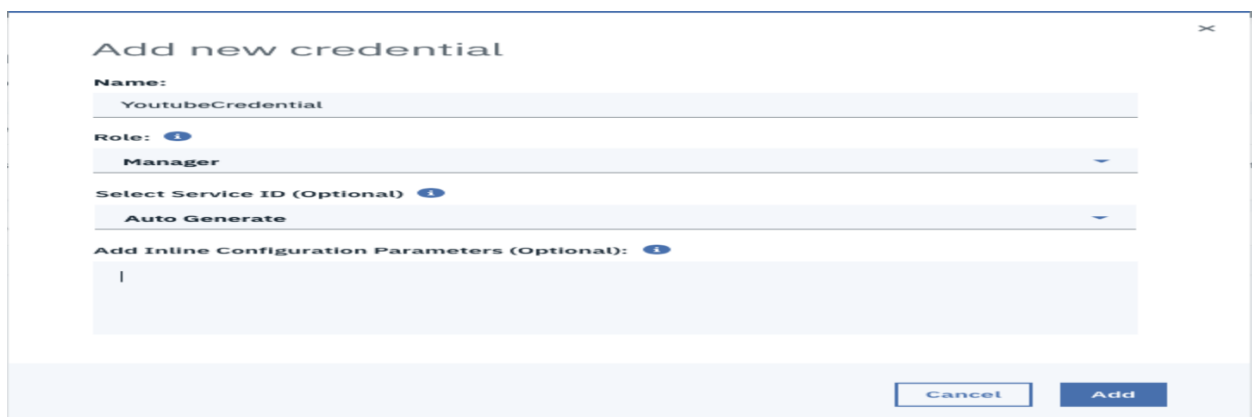 Add new credential
Name:
YoutubeCredential
Role:
Manager
Select Service ID (Optional)
Auto Generate
Add Inline Configuration Parameters (Optional):
Cancel Add